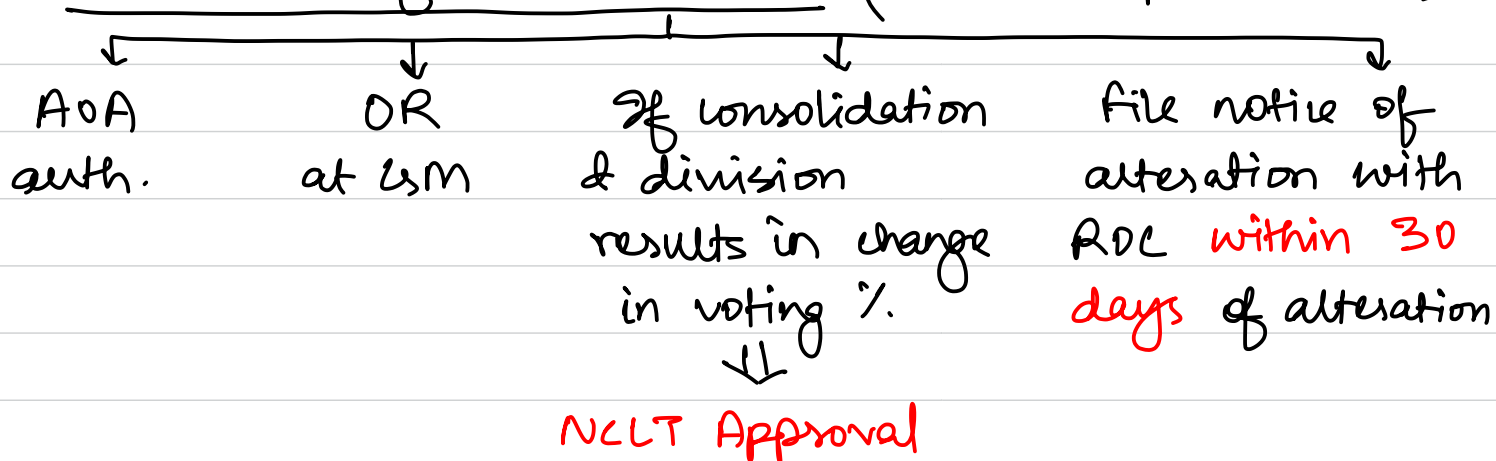 AOA
auth.
OR
at GM
If consolidation
& division
results in change
in voting %.
NCLT Approval
file notice of
alteration with
ROC within 30
days of alteration